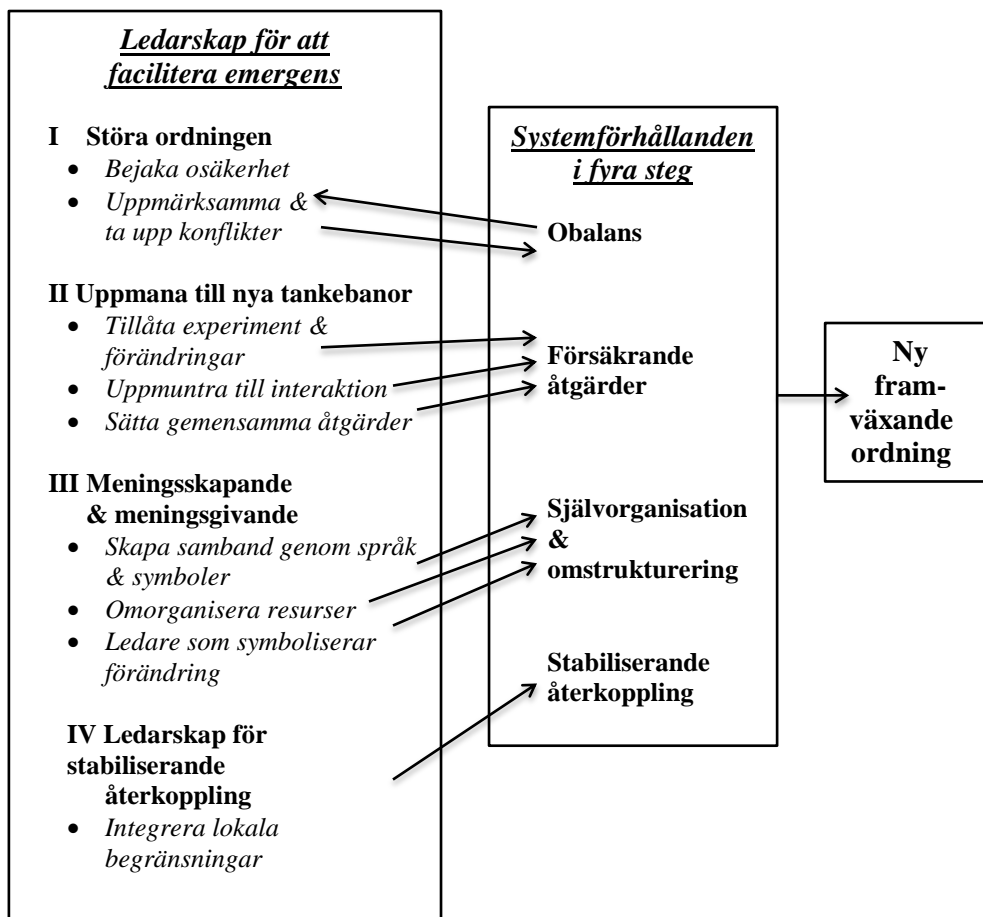 Ledarskap för att
facilitera emergens
I Störa ordningen
• Bejaka osäkerhet
• Uppmärksamma &
ta upp konflikter
II Uppmana till nya tankebanor
• Tillåta experiment &
förändringar
• Uppmuntra till interaktion
• Sätta gemensamma åtgärder
III Meningsskapande
& meningsgivande
• Skapa samband genom språk
& symboler
• Omorganisera resurser
• Ledare som symboliserar
förändring
IV Ledarskap för
stabiliserande
återkoppling
• Integrera lokala
begränsningar
Systemförhållanden
i fyra steg
Obalans
Försäkrande
åtgärder
Självorganisation
&
omstrukturering
Stabiliserande
återkoppling
Ny
fram-
växande
ordning